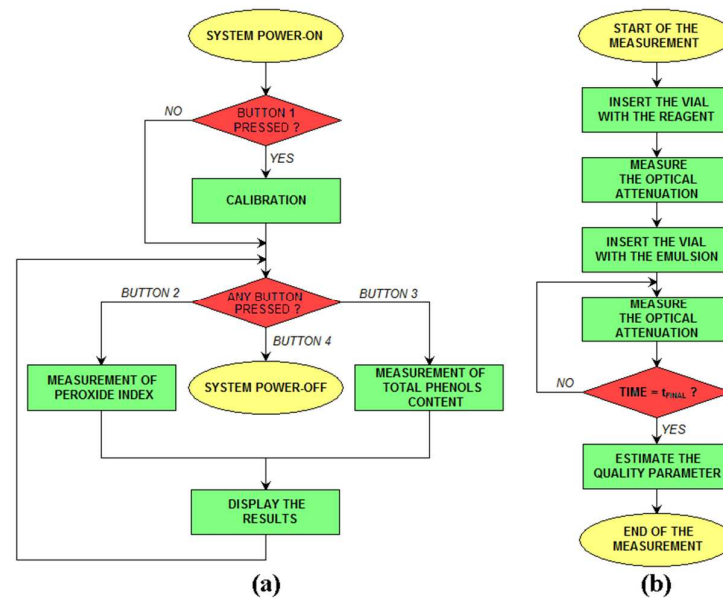 SYSTEM POWER-ON
BUTTON 1
PRESSED ?
NO
YES
CALIBRATION
BUTTON 2
ANY BUTTON
PRESSED ?
BUTTON 3
BUTTON 4
MEASUREMENT OF
PEROXIDE INDEX
SYSTEM POWER-OFF
MEASUREMENT OF
TOTAL PHENOLS
CONTENT
DISPLAY THE
RESULTS
(a)
START OF THE
MEASUREMENT
INSERT THE VIAL
WITH THE REAGENT
MEASURE
THE OPTICAL
ATTENUATION
INSERT THE VIAL
WITH THE EMULSION
MEASURE
THE OPTICAL
ATTENUATION
NO
TIME = tFINAL ?
YES
ESTIMATE THE
QUALITY PARAMETER
END OF THE
MEASUREMENT
(b)